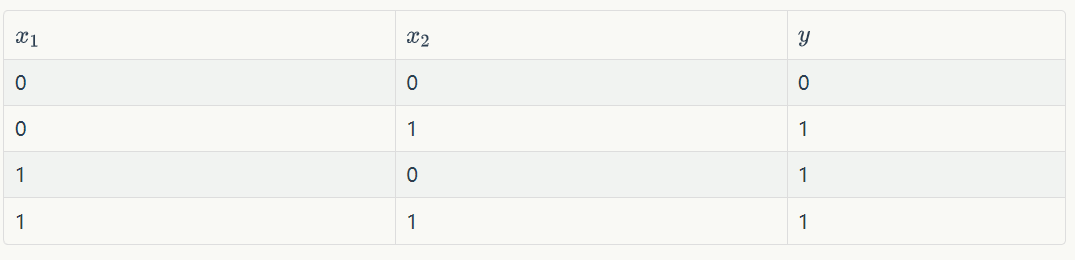 x₁ x₂ y
0 0 0
0 1 1
1 0 1
1 1 1